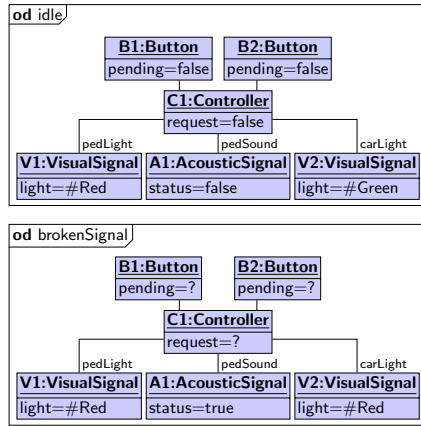 od idle
B1:Button B2:Button
pending=false pending=false
C1:Controller
request=false
pedLight pedSound carLight
V1:VisualSignal A1:AcousticSignal V2:VisualSignal
light=#Red status=false light=#Green
od brokenSignal
B1:Button B2:Button
pending=? pending=?
C1:Controller
request=?
pedLight pedSound carLight
V1:VisualSignal A1:AcousticSignal V2:VisualSignal
light=#Red status=true light=#Red